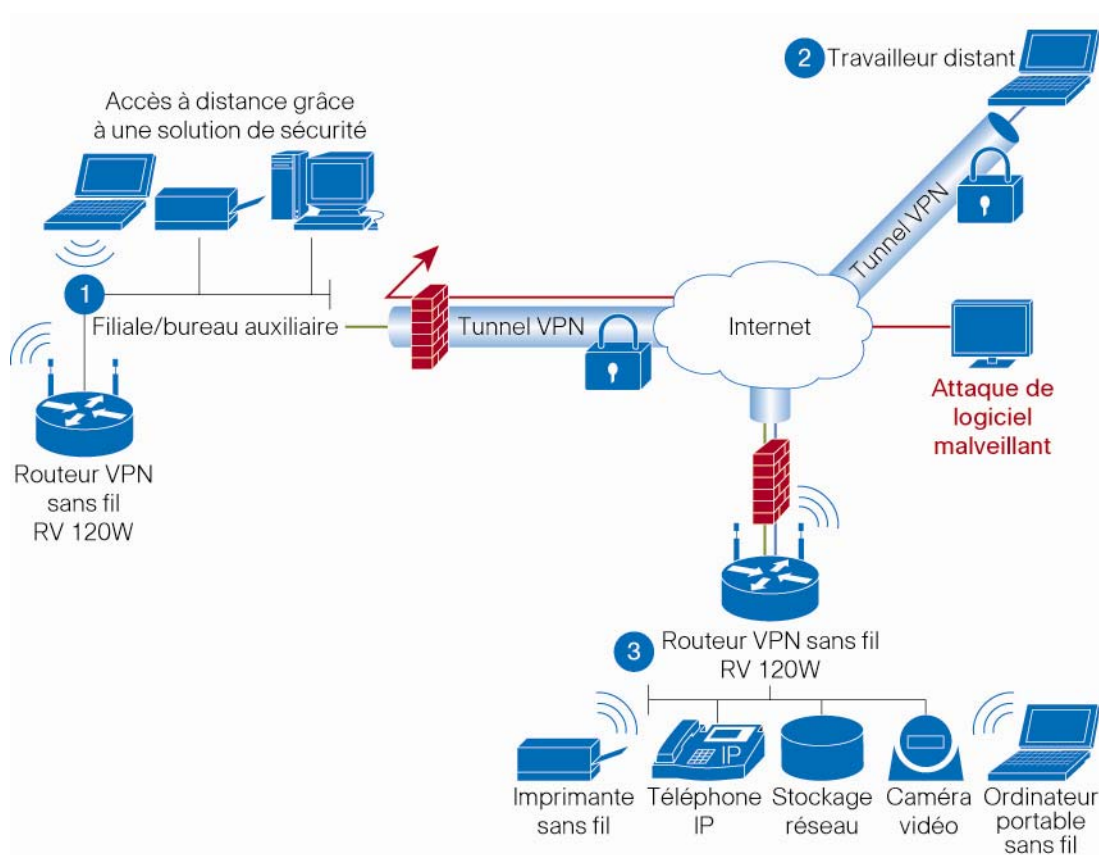 2 Travailleur distant
Accès à distance grâce
à une solution de sécurité
Tunnel VPN
1
Filiale/bureau auxiliaire
Tunnel VPN
Internet
Attaque de
logiciel
malveillant
Routeur VPN
sans fil
RV 120W
3 Routeur VPN sans fil
RV 120W
IP
Imprimante
sans fil
Téléphone
IP
Stockage
réseau
Caméra
vidéo
Ordinateur
portable
sans fil